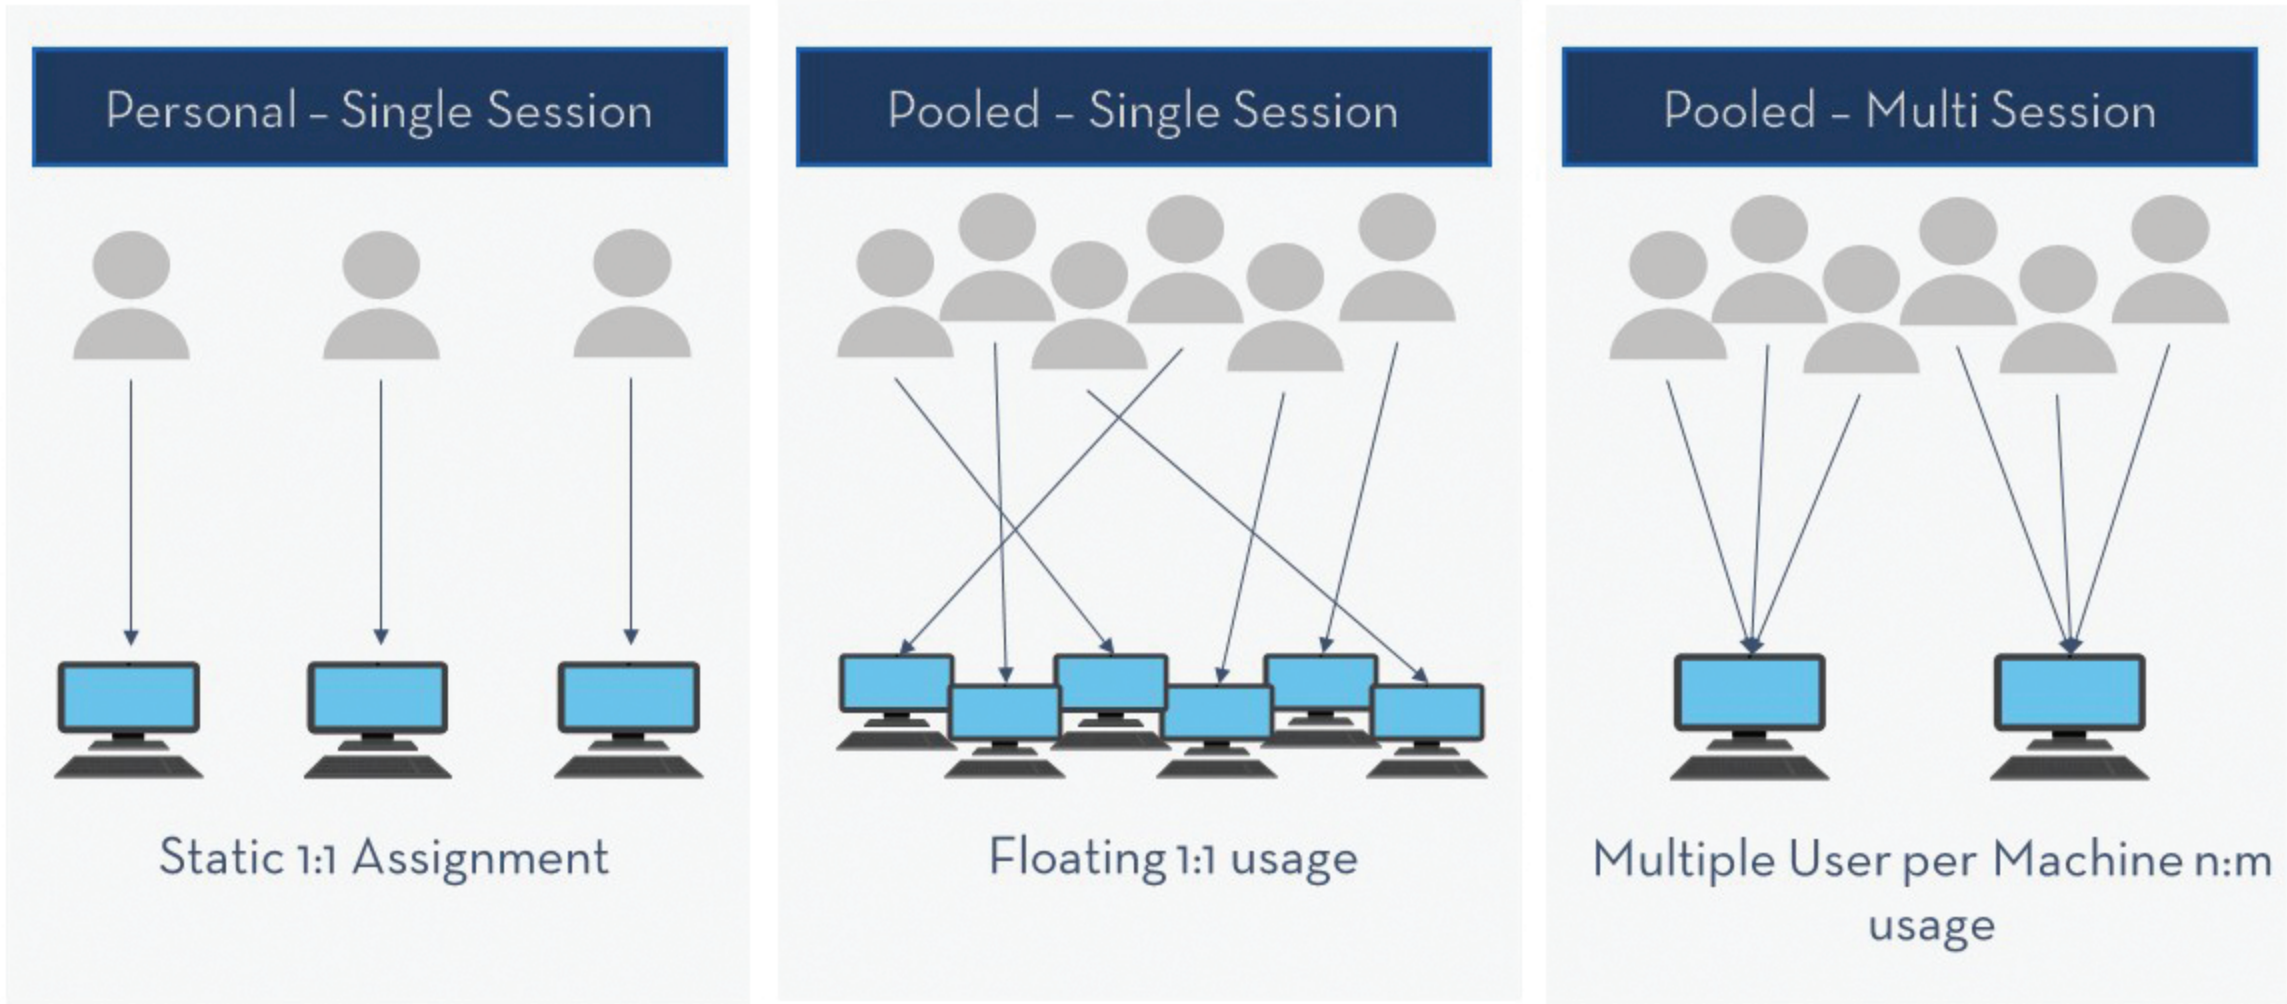 Personal – Single Session
Static 1:1 Assignment
Pooled – Single Session
Floating 1:1 usage
Pooled – Multi Session
Multiple User per Machine n:m
usage